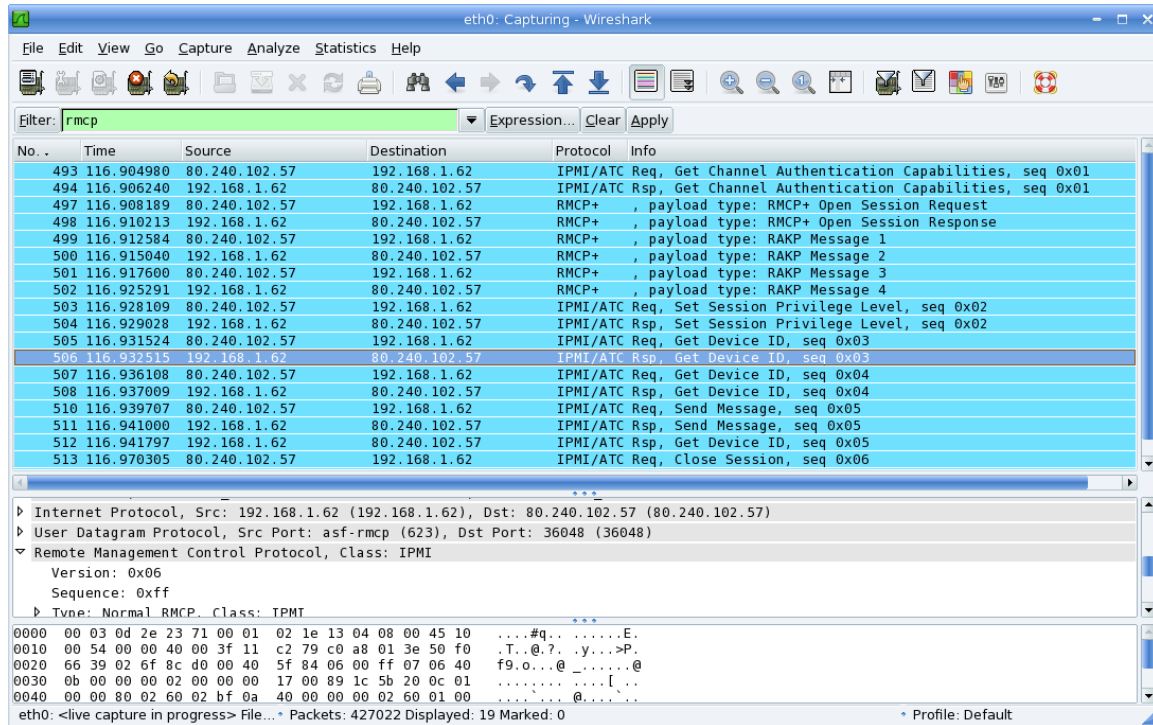 eth0: Capturing - Wireshark
File Edit View Go Capture Analyze Statistics Help
Filter: rmcp Expression... Clear Apply
No. . Time Source Destination Protocol Info
493 116.904980 80.240.102.57 192.168.1.62 IPMI/ATC Req, Get Channel Authentication Capabilities, seq 0x01
494 116.906240 192.168.1.62 80.240.102.57 IPMI/ATC Rsp, Get Channel Authentication Capabilities, seq 0x01
497 116.908189 80.240.102.57 192.168.1.62 RMCP+ , payload type: RMCP+ Open Session Request
498 116.910213 192.168.1.62 80.240.102.57 RMCP+ , payload type: RMCP+ Open Session Response
499 116.912584 80.240.102.57 192.168.1.62 RMCP+ , payload type: RAKP Message 1
500 116.915040 192.168.1.62 80.240.102.57 RMCP+ , payload type: RAKP Message 2
501 116.917600 80.240.102.57 192.168.1.62 RMCP+ , payload type: RAKP Message 3
502 116.925291 192.168.1.62 80.240.102.57 RMCP+ , payload type: RAKP Message 4
503 116.928109 80.240.102.57 192.168.1.62 IPMI/ATC Req, Set Session Privilege Level, seq 0x02
504 116.929028 192.168.1.62 80.240.102.57 IPMI/ATC Rsp, Set Session Privilege Level, seq 0x02
505 116.931524 80.240.102.57 192.168.1.62 IPMI/ATC Req, Get Device ID, seq 0x03
506 116.932515 192.168.1.62 80.240.102.57 IPMI/ATC Rsp, Get Device ID, seq 0x03
507 116.936108 80.240.102.57 192.168.1.62 IPMI/ATC Req, Get Device ID, seq 0x04
508 116.937009 192.168.1.62 80.240.102.57 IPMI/ATC Rsp, Get Device ID, seq 0x04
510 116.939707 80.240.102.57 192.168.1.62 IPMI/ATC Req, Send Message, seq 0x05
511 116.941000 192.168.1.62 80.240.102.57 IPMI/ATC Rsp, Send Message, seq 0x05
512 116.941797 192.168.1.62 80.240.102.57 IPMI/ATC Rsp, Get Device ID, seq 0x05
513 116.970305 80.240.102.57 192.168.1.62 IPMI/ATC Req, Close Session, seq 0x06
Internet Protocol, Src: 192.168.1.62 (192.168.1.62), Dst: 80.240.102.57 (80.240.102.57)
User Datagram Protocol, Src Port: asf-rmcp (623), Dst Port: 36048 (36048)
Remote Management Control Protocol, Class: IPMI
Version: 0x06
Sequence: 0xff
Type: Normal RMCP, Class: IPMI
0000 00 03 0d 2e 23 71 00 01 02 1e 13 04 08 00 45 10 ....#q.. ......E.
0010 00 54 00 00 40 00 3f 11 c2 79 c0 a8 01 3e 50 f0 .T..@.?. .y...>P.
0020 66 39 02 6f 8c d0 00 40 5f 84 06 00 ff 07 06 40 f9.o...@ _......@
0030 0b 00 00 00 02 00 00 00 17 00 89 1c 5b 20 0c 01 ........ ....[ ..
0040 00 00 80 02 60 02 bf 0a 40 00 00 00 02 60 01 00 ....`... @....`..
eth0: <live capture in progress> File... Packets: 427022 Displayed: 19 Marked: 0 Profile: Default